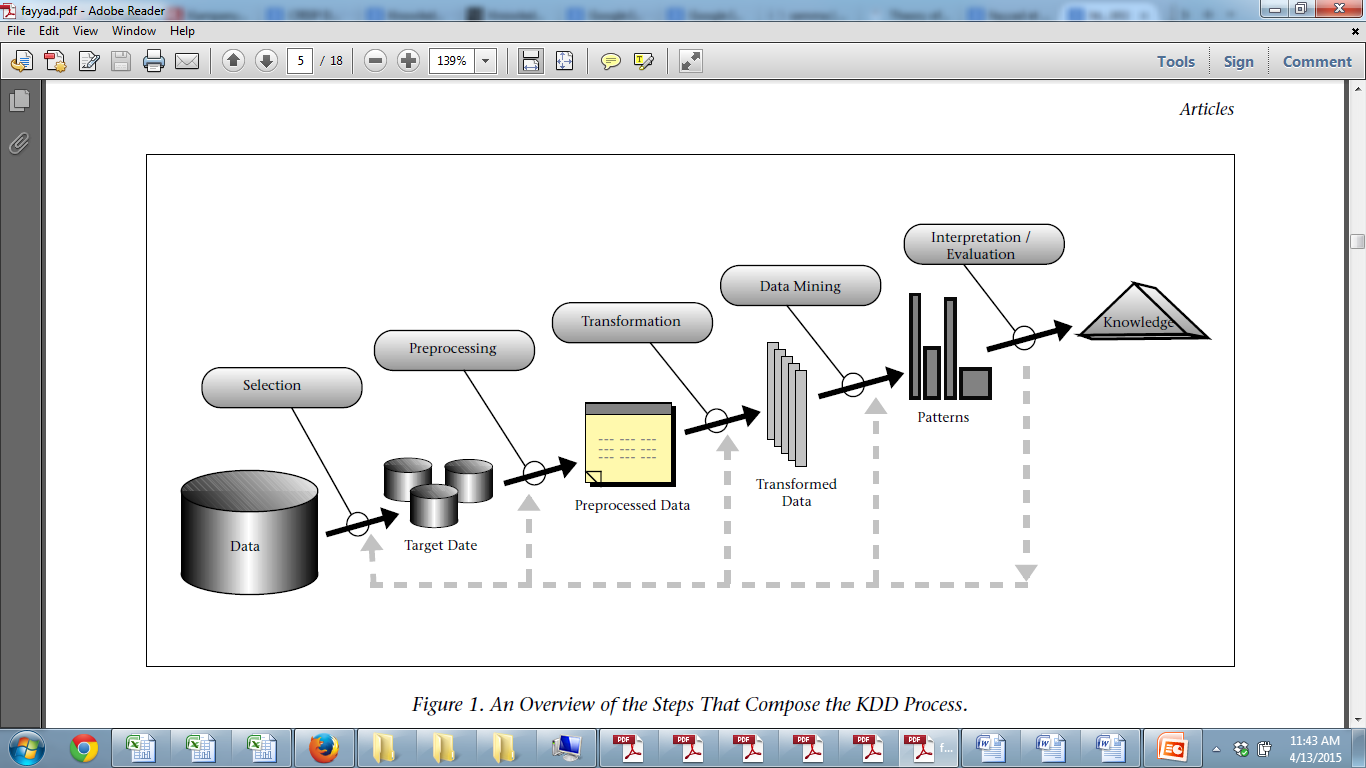 fayyad.pdf - Adobe Reader
File Edit View Window Help
5 / 18
139%
Tools Sign Comment
Articles
Interpretation /
Evaluation
Data Mining
Transformation
Preprocessing
Selection
Knowledge
Patterns
Transformed
Data
Preprocessed Data
Target Date
Data
Figure 1. An Overview of the Steps That Compose the KDD Process.
f...
11:43 AM
4/13/2015